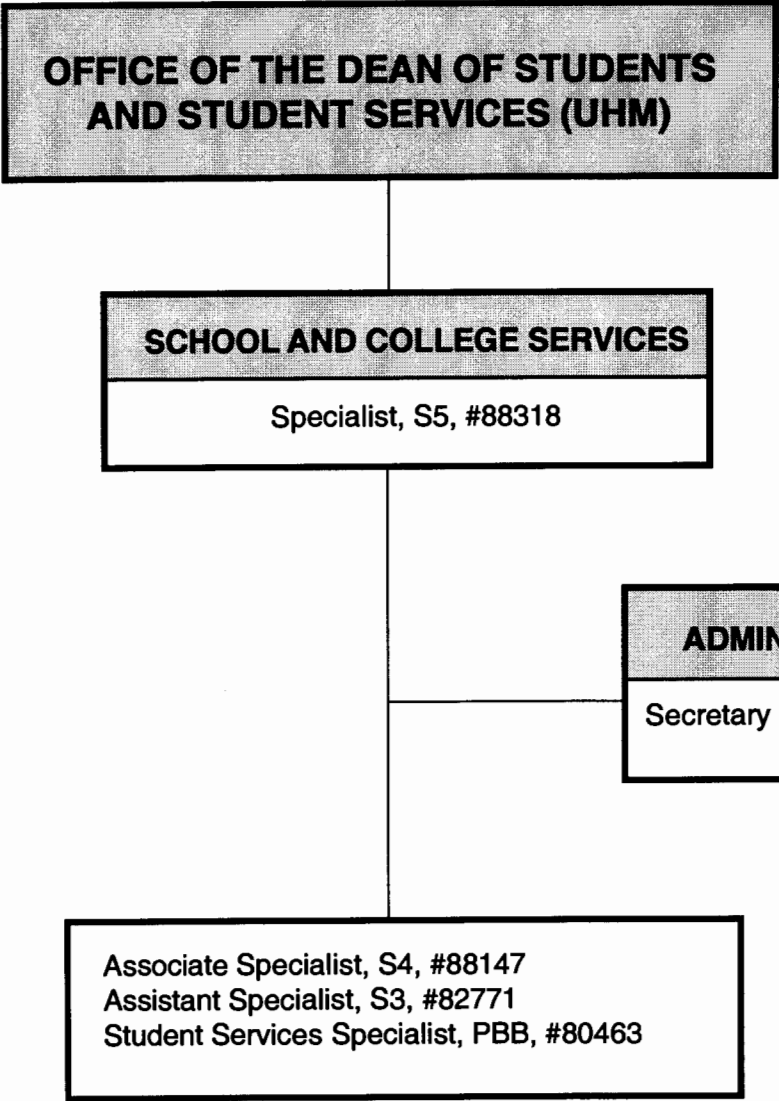 OFFICE OF THE DEAN OF STUDENTS
AND STUDENT SERVICES (UHM)
SCHOOL AND COLLEGE SERVICES
Specialist, S5, #88318
ADMIN
Secretary
Associate Specialist, S4, #88147
Assistant Specialist, S3, #82771
Student Services Specialist, PBB, #80463